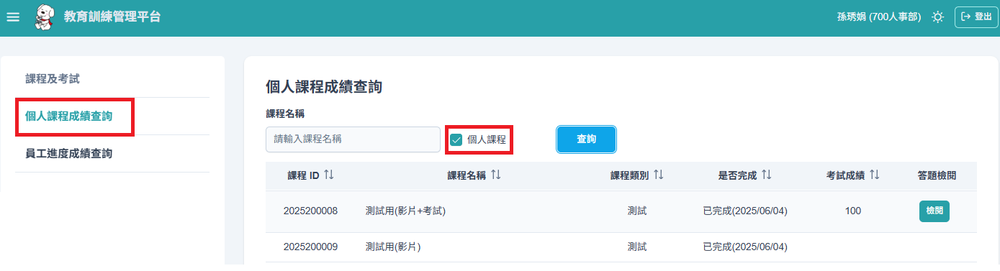 教育訓練管理平台
孫琇娟 (700人事部)
登出
課程及考試
個人課程成績查詢
員工進度成績查詢
個人課程成績查詢
課程名稱
請輸入課程名稱
個人課程
查詢
課程 ID 課程名稱 課程類別 是否完成 考試成績 答題檢閱
2025200008 測試用(影片+考試) 測試 已完成(2025/06/04) 100 檢閱
2025200009 測試用(影片) 測試 已完成(2025/06/04)